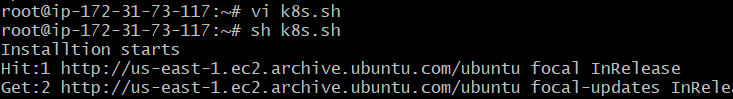 root@ip-172-31-73-117:~# vi k8s.sh
root@ip-172-31-73-117:~# sh k8s.sh
Installtion starts
Hit:1 http://us-east-1.ec2.archive.ubuntu.com/ubuntu focal InRelease
Get:2 http://us-east-1.ec2.archive.ubuntu.com/ubuntu focal-updates InRele